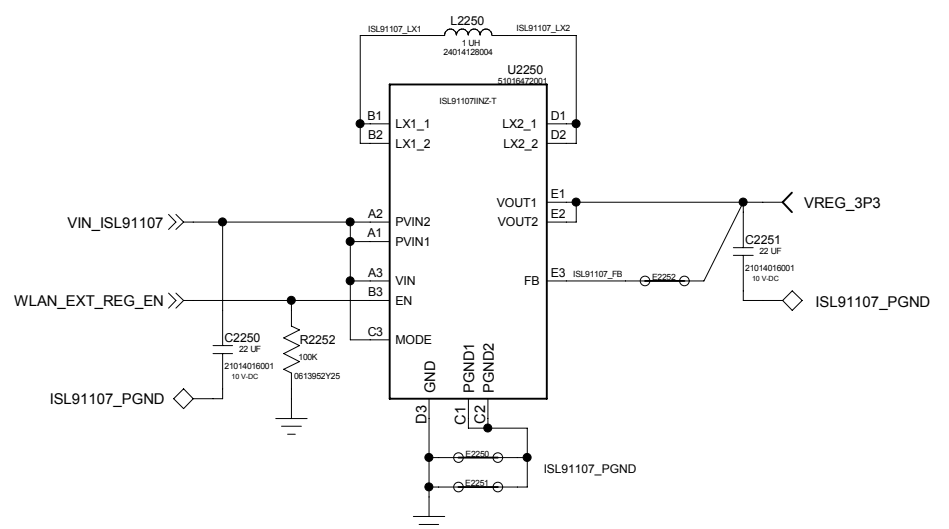 L2250
ISL91107_LX1
ISL91107_LX2
1 UH
24014128004
U2250
51016472001
ISL91107IINZ-T
B1
LX1_1
LX2_1
D1
B2
LX1_2
LX2_2
D2
VOUT1
E1
VREG_3P3
VIN_ISL91107
A2
PVIN2
VOUT2
E2
A1
PVIN1
C2251
22 UF
A3
VIN
FB
E3
ISL91107_FB
E2252
21014016001
10 V-DC
WLAN_EXT_REG_EN
B3
EN
ISL91107_PGND
C2250
22 UF
R2252
100K
C3
MODE
21014016001
10 V-DC
0613952Y25
ISL91107_PGND
GND
PGND1
PGND2
D3
C1
C2
E2250
ISL91107_PGND
E2251